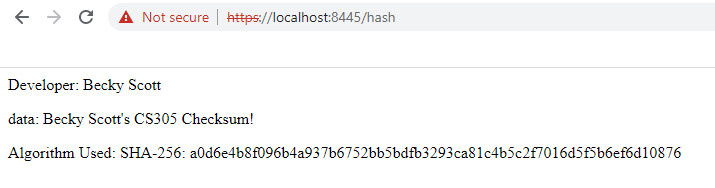 Not secure | https://localhost:8445/hash
Developer: Becky Scott
data: Becky Scott's CS305 Checksum!
Algorithm Used: SHA-256: a0d6e4b8f096b4a937b6752bb5bdfb3293ca81c4b5c2f7016d5f5b6ef6d10876